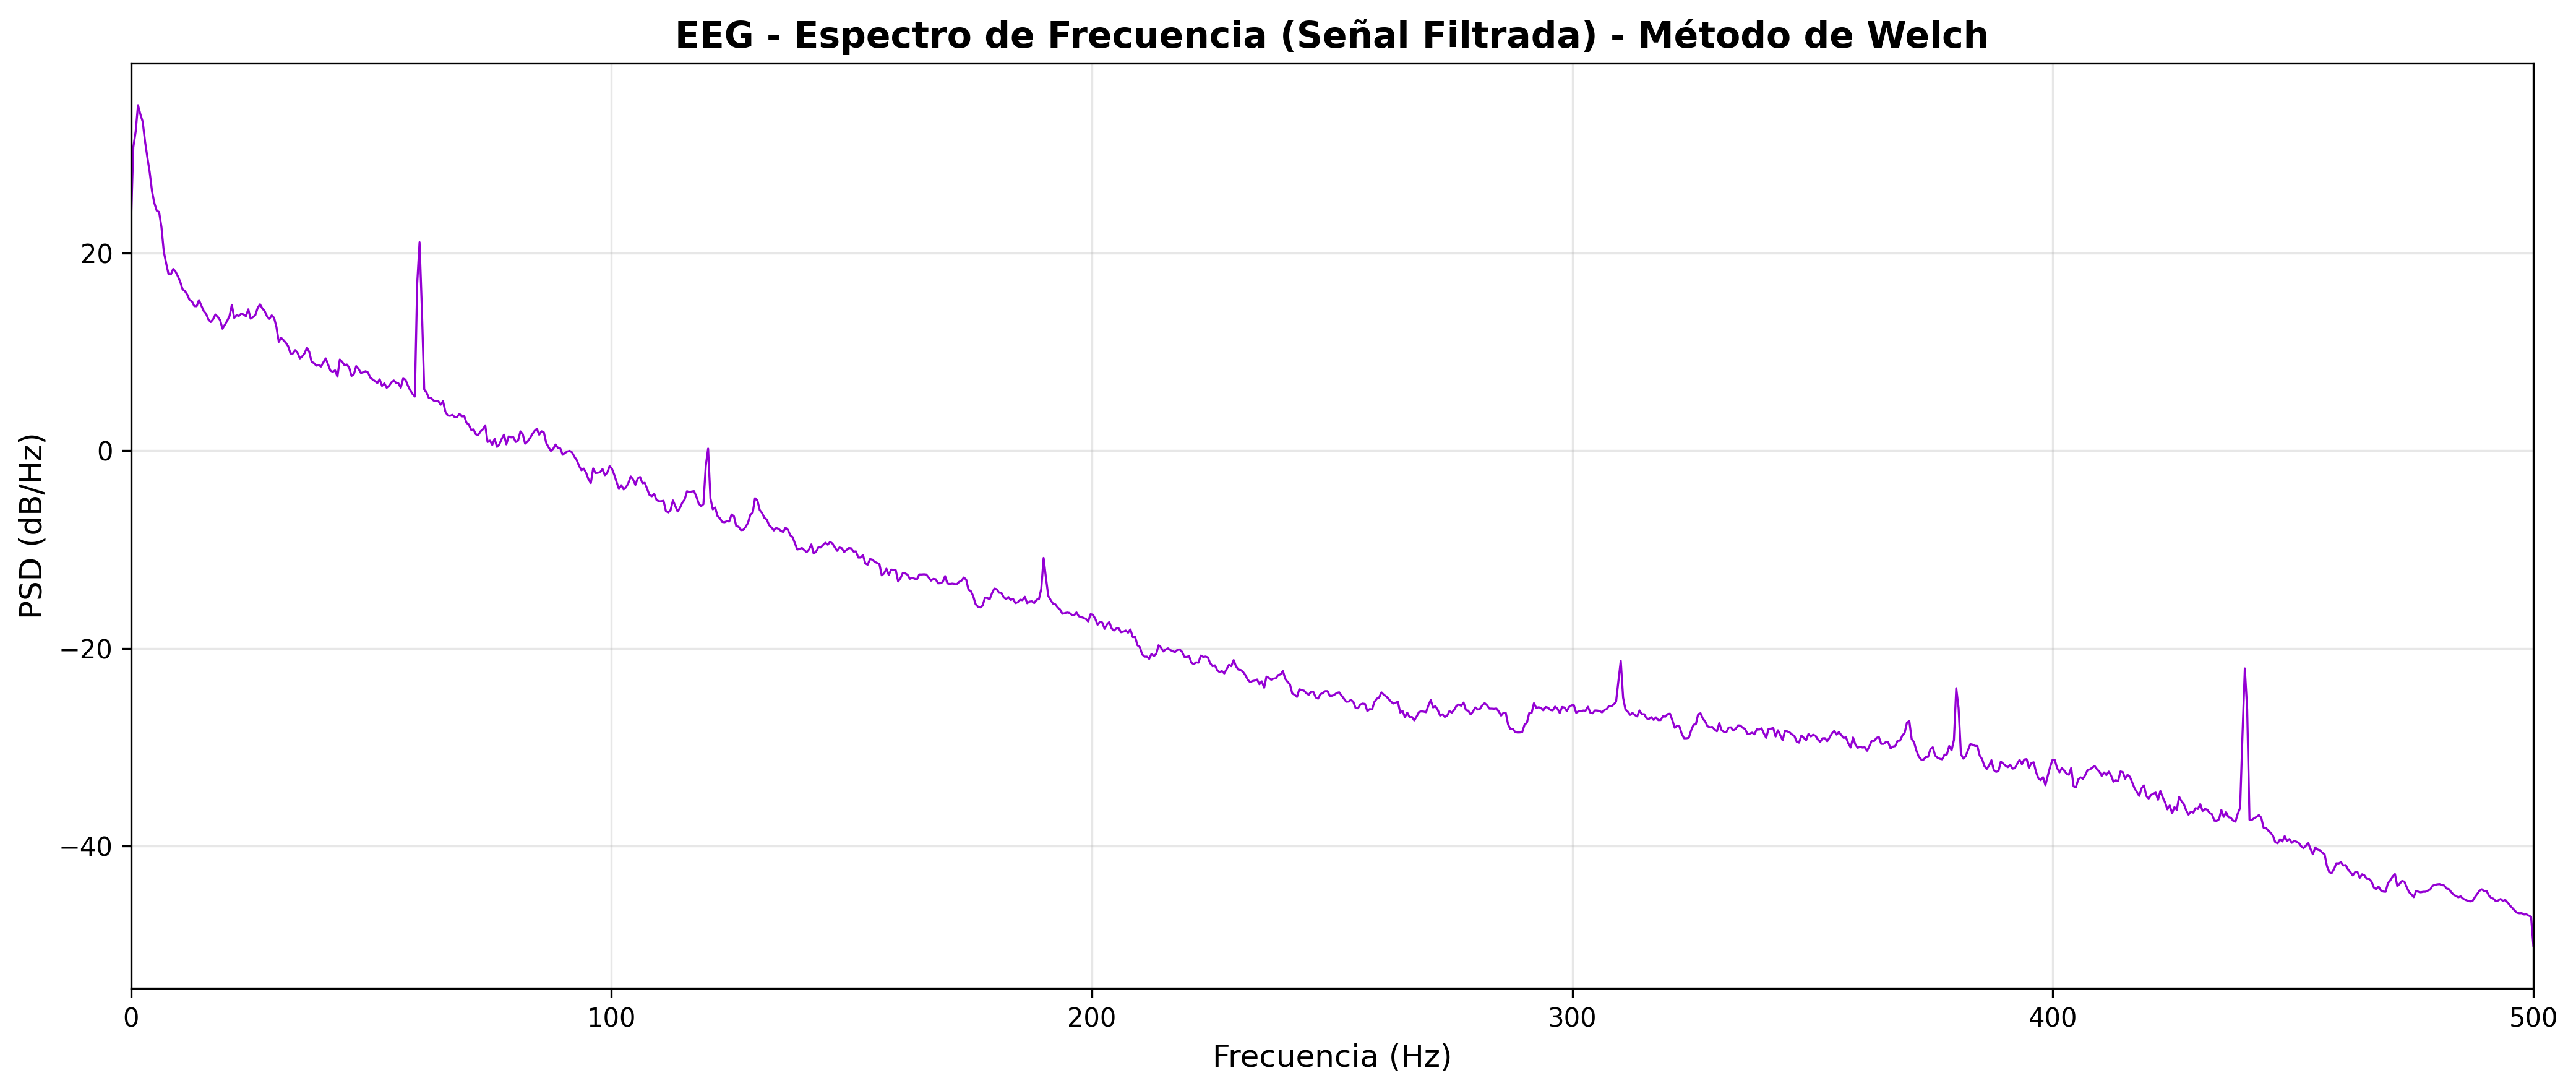 EEG - Espectro de Frecuencia (Señal Filtrada) - Método de Welch
PSD (dB/Hz)
20
0
−20
−40
0 100 200 300 400 500
Frecuencia (Hz)